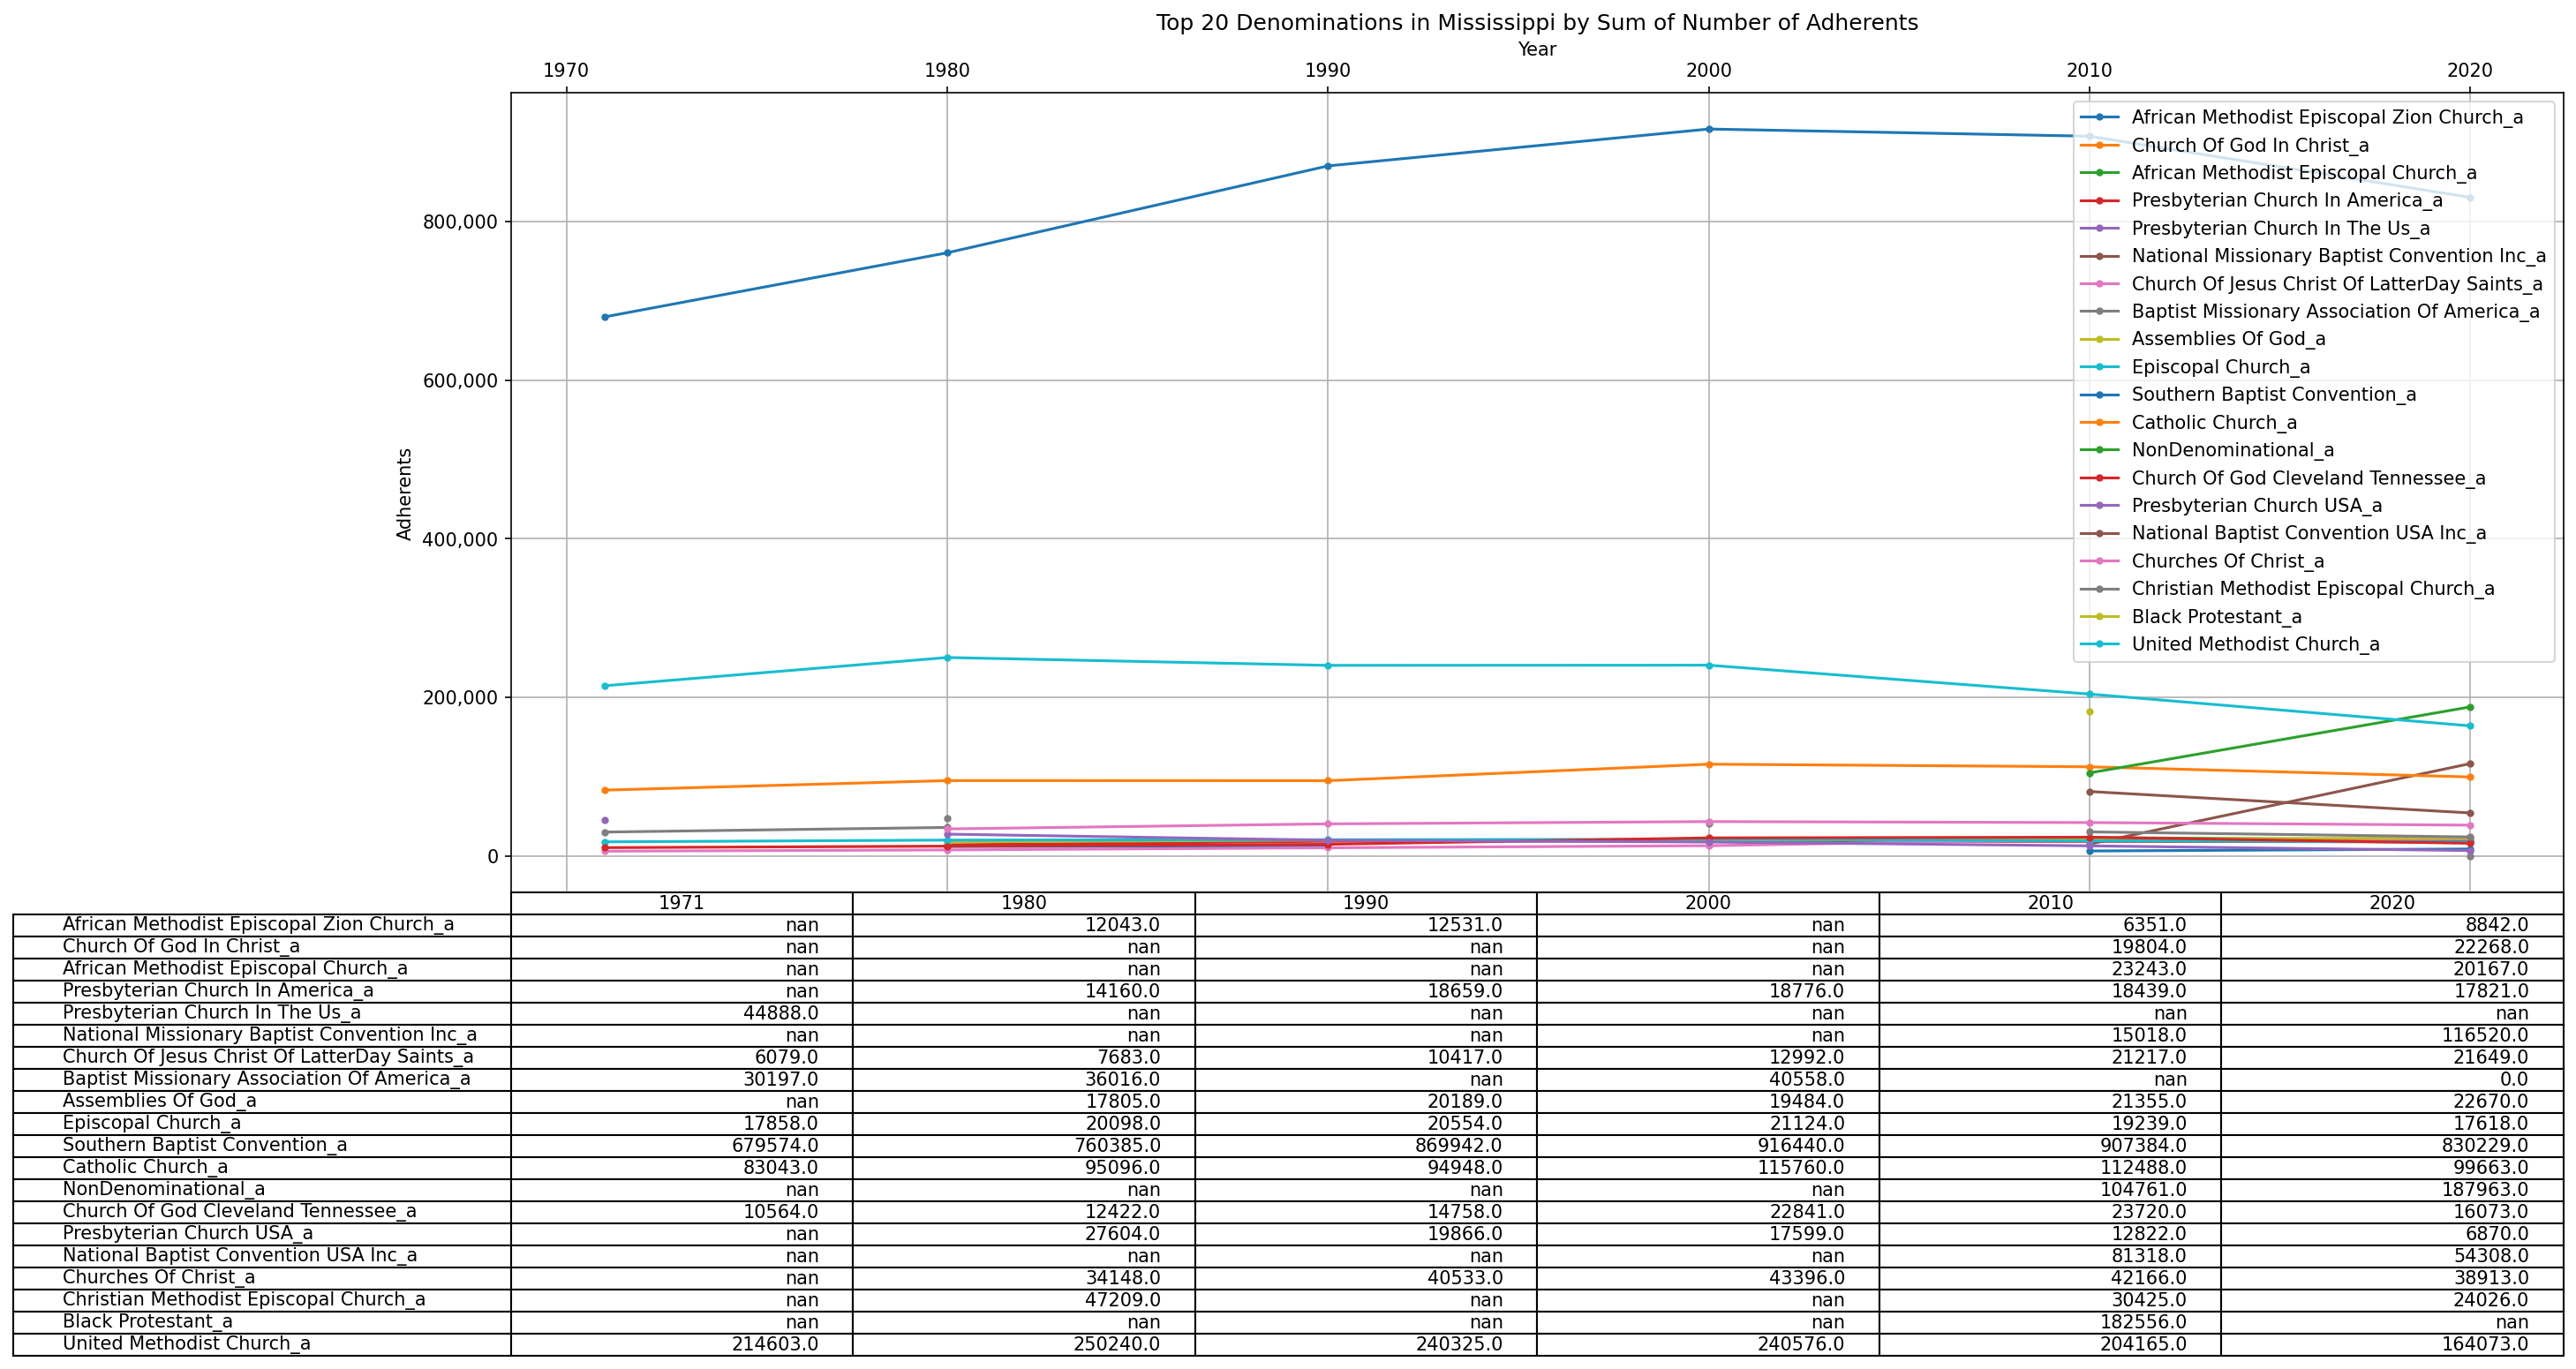 Top 20 Denominations in Mississippi by Sum of Number of Adherents
Year
1970 1980 1990 2000 2010 2020
African Methodist Episcopal Zion Church_a
Church Of God In Christ_a
African Methodist Episcopal Church_a
Presbyterian Church In America_a
Presbyterian Church In The Us_a
National Missionary Baptist Convention Inc_a
Church Of Jesus Christ Of LatterDay Saints_a
Baptist Missionary Association Of America_a
Assemblies Of God_a
Episcopal Church_a
Southern Baptist Convention_a
Catholic Church_a
NonDenominational_a
Church Of God Cleveland Tennessee_a
Presbyterian Church USA_a
National Baptist Convention USA Inc_a
Churches Of Christ_a
Christian Methodist Episcopal Church_a
Black Protestant_a
United Methodist Church_a
800,000
600,000
400,000
200,000
0
Adherents
1971 1980 1990 2000 2010 2020
African Methodist Episcopal Zion Church_a nan 12043.0 12531.0 nan 6351.0 8842.0
Church Of God In Christ_a nan nan nan nan 19804.0 22268.0
African Methodist Episcopal Church_a nan nan nan nan 23243.0 20167.0
Presbyterian Church In America_a nan 14160.0 18659.0 18776.0 18439.0 17821.0
Presbyterian Church In The Us_a 44888.0 nan nan nan nan nan
National Missionary Baptist Convention Inc_a nan nan nan nan 15018.0 116520.0
Church Of Jesus Christ Of LatterDay Saints_a 6079.0 7683.0 10417.0 12992.0 21217.0 21649.0
Baptist Missionary Association Of America_a 30197.0 36016.0 nan 40558.0 nan 0.0
Assemblies Of God_a nan 17805.0 20189.0 19484.0 21355.0 22670.0
Episcopal Church_a 17858.0 20098.0 20554.0 21124.0 19239.0 17618.0
Southern Baptist Convention_a 679574.0 760385.0 869942.0 916440.0 907384.0 830229.0
Catholic Church_a 83043.0 95096.0 94948.0 115760.0 112488.0 99663.0
NonDenominational_a nan nan nan nan 104761.0 187963.0
Church Of God Cleveland Tennessee_a 10564.0 12422.0 14758.0 22841.0 23720.0 16073.0
Presbyterian Church USA_a nan 27604.0 19866.0 17599.0 12822.0 6870.0
National Baptist Convention USA Inc_a nan nan nan nan 81318.0 54308.0
Churches Of Christ_a nan 34148.0 40533.0 43396.0 42166.0 38913.0
Christian Methodist Episcopal Church_a nan 47209.0 nan nan 30425.0 24026.0
Black Protestant_a nan nan nan nan 182556.0 nan
United Methodist Church_a 214603.0 250240.0 240325.0 240576.0 204165.0 164073.0